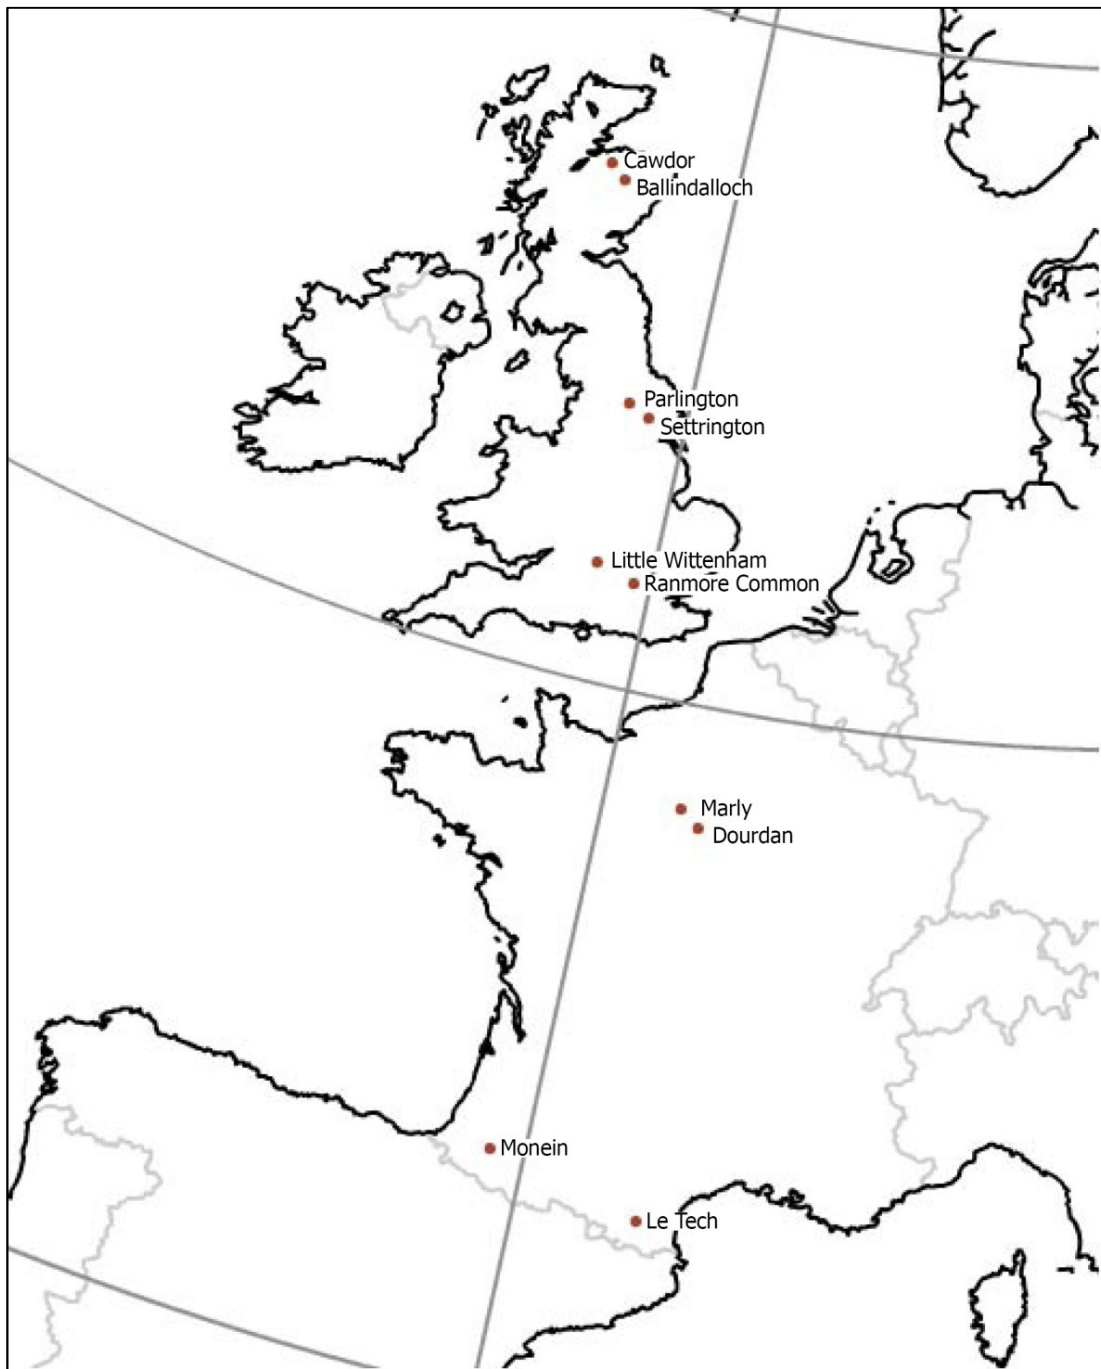 Cawdor
Ballindalloch
Parlington
Settrington
Little Wittenham
Ranmore Common
Marly
Dourdan
Monein
Le Tech